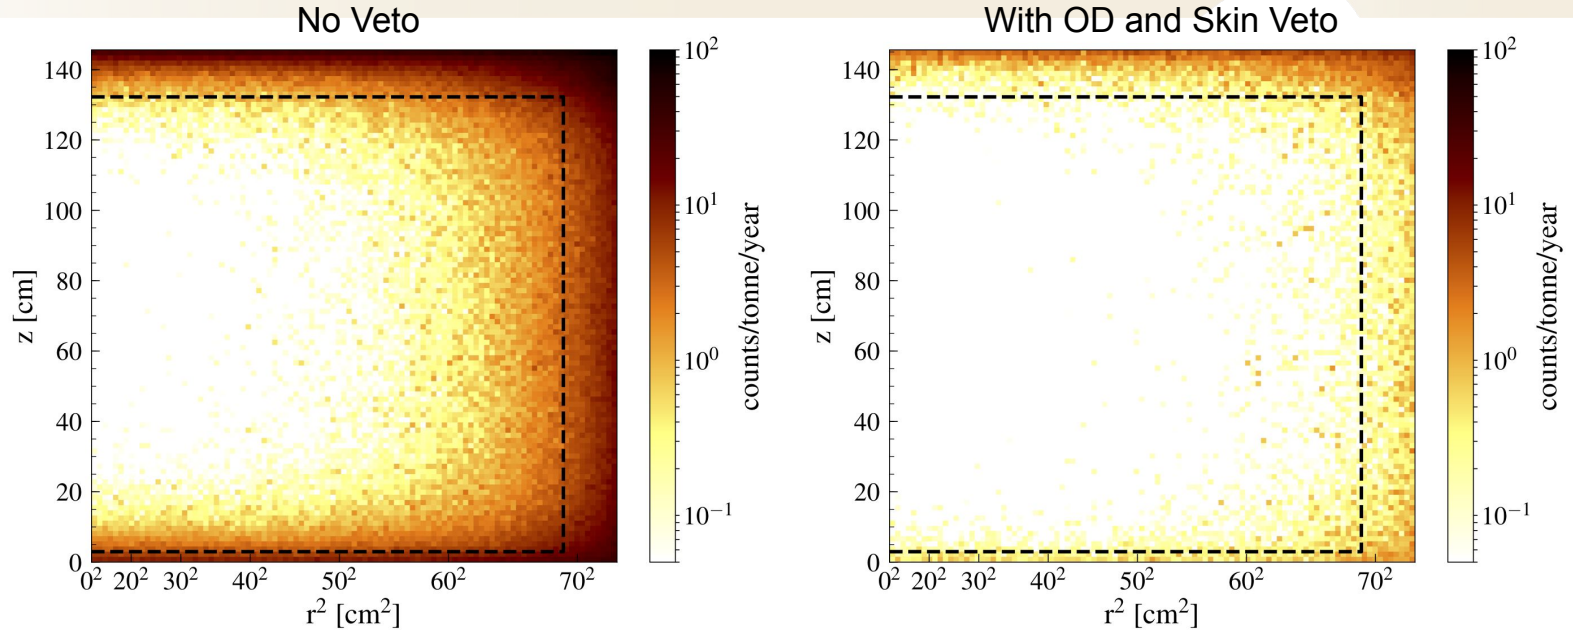 No Veto
With OD and Skin Veto
140
120
100
80
60
40
20
0
z [cm]
0² 20² 30² 40² 50² 60² 70²
r² [cm²]
10²
10¹
10⁰
10⁻¹
counts/tonne/year
140
120
100
80
60
40
20
0
z [cm]
0² 20² 30² 40² 50² 60² 70²
r² [cm²]
10²
10¹
10⁰
10⁻¹
counts/tonne/year